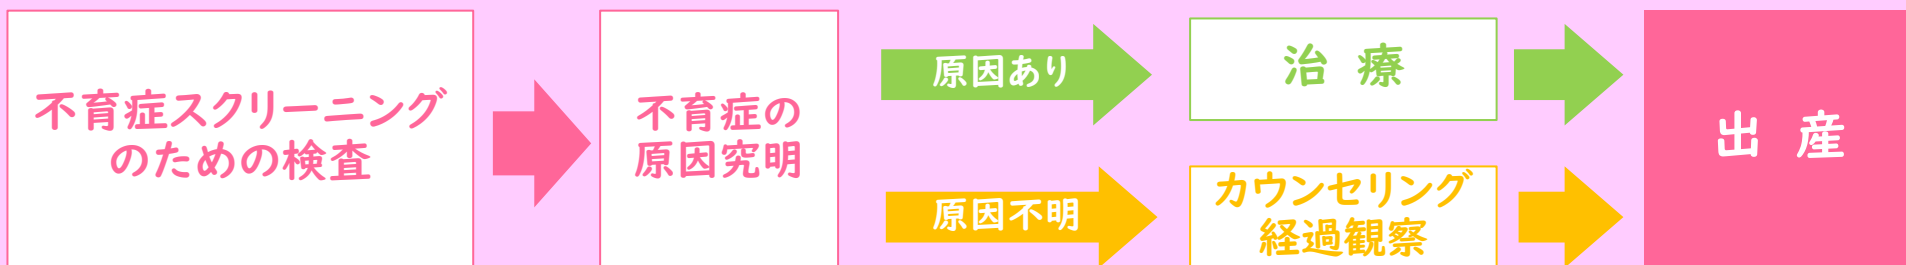 不育症スクリーニング
のための検査
不育症の
原因究明
原因あり
治 療
原因不明
カウンセリング
経過観察
出 産